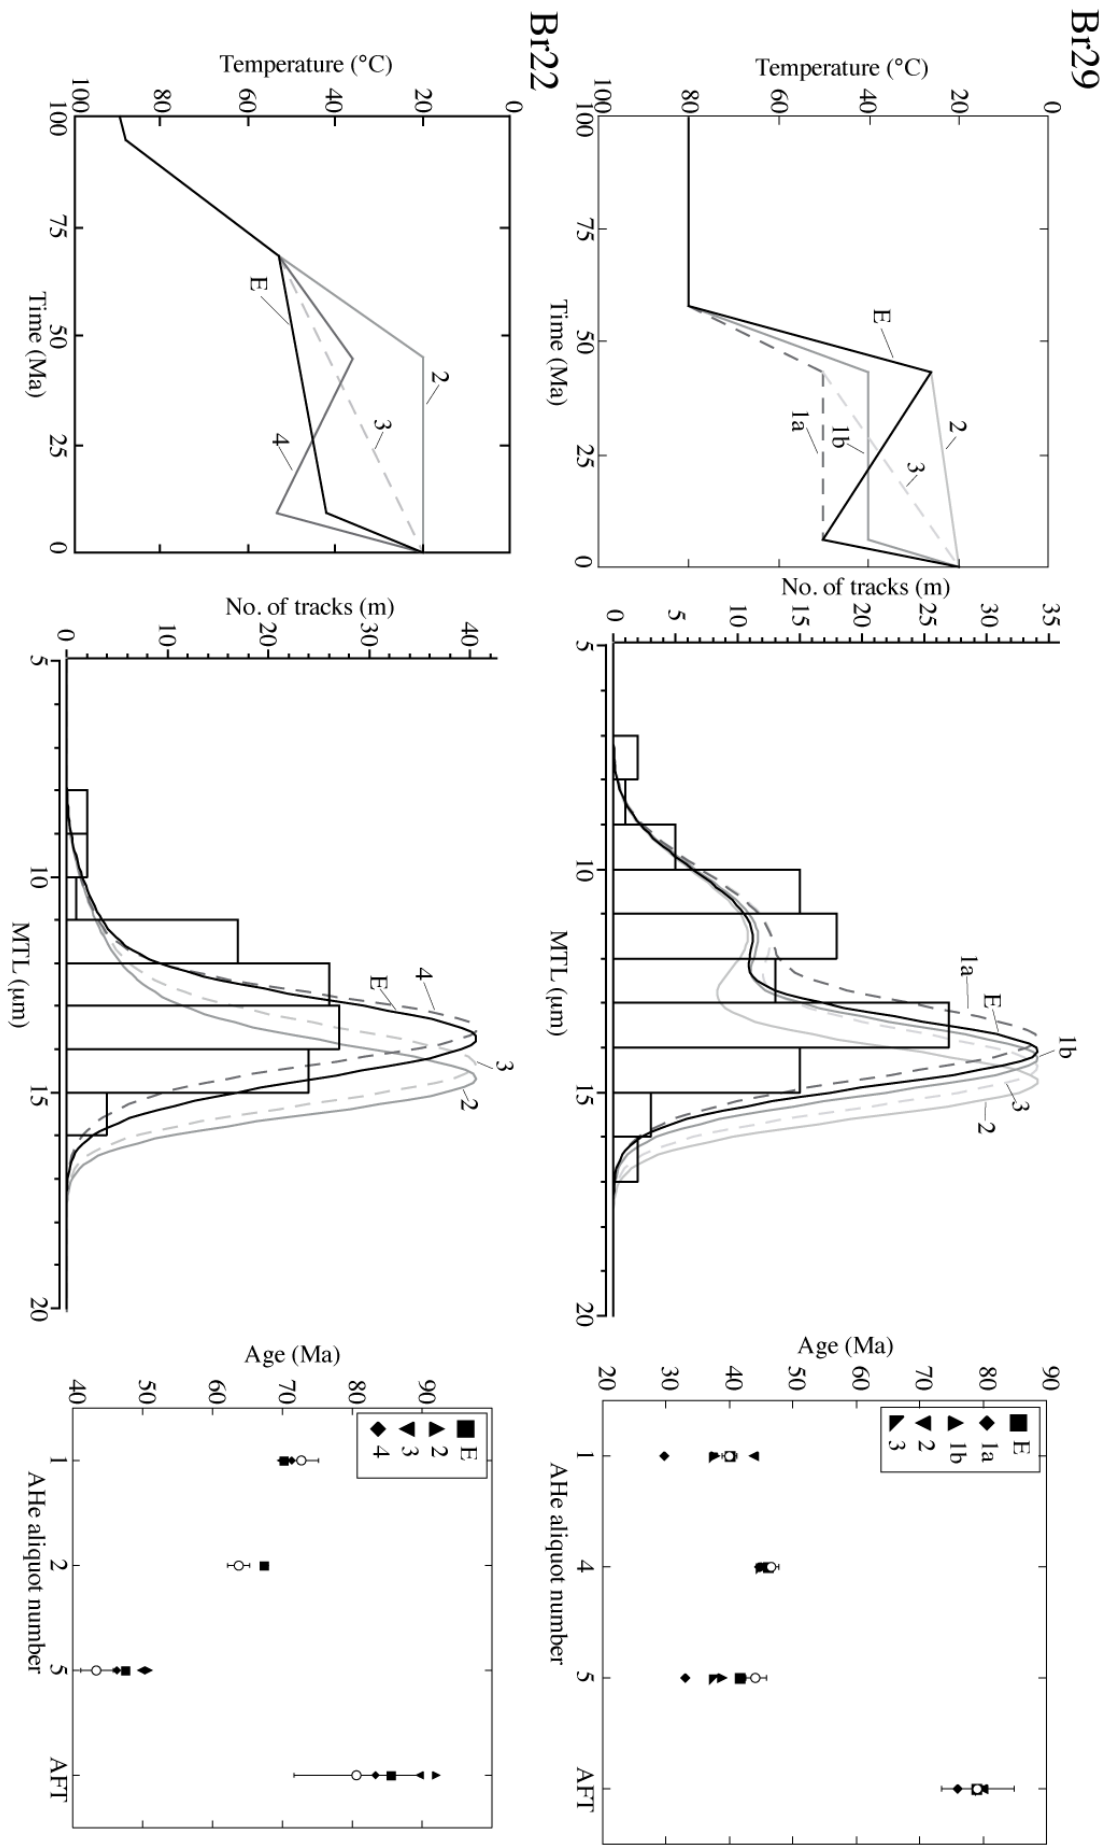 Br29
Temperature (°C)
0
20
40
60
80
100
100
75
50
25
0
Time (Ma)
E
2
3
1b
1a
No. of tracks (m)
35
30
25
20
15
10
5
0
5
10
15
20
MTL (μm)
1a
E
1b
3
2
Age (Ma)
90
80
70
60
50
40
30
20
E
1a
1b
2
3
1
4
5
AFT
AHe aliquot number
Br22
Temperature (°C)
0
20
40
60
80
100
100
75
50
25
0
Time (Ma)
E
2
3
4
No. of tracks (m)
40
30
20
10
0
5
10
15
20
MTL (μm)
4
E
3
2
Age (Ma)
90
80
70
60
50
40
E
2
3
4
1
2
5
AFT
AHe aliquot number